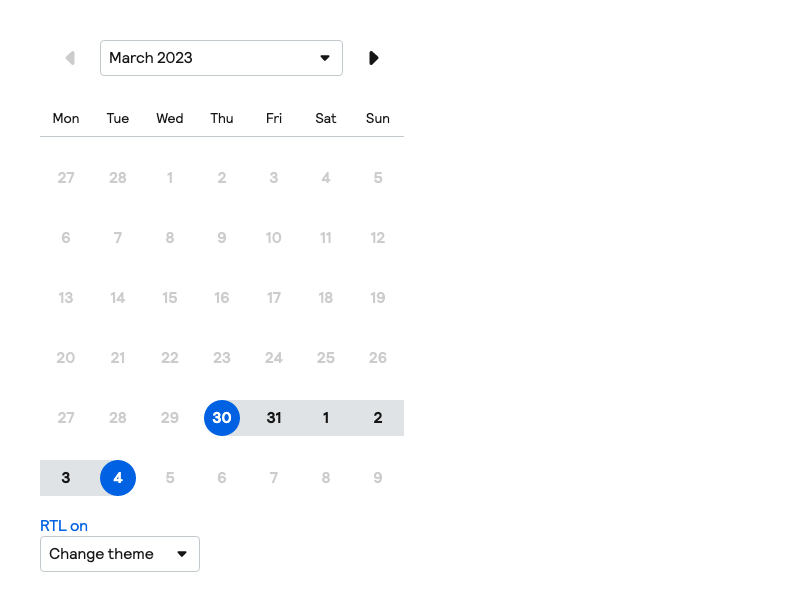 March 2023
Mon Tue Wed Thu Fri Sat Sun
27 28 1 2 3 4 5
6 7 8 9 10 11 12
13 14 15 16 17 18 19
20 21 22 23 24 25 26
27 28 29 30 31 1 2
3 4 5 6 7 8 9
RTL on
Change theme